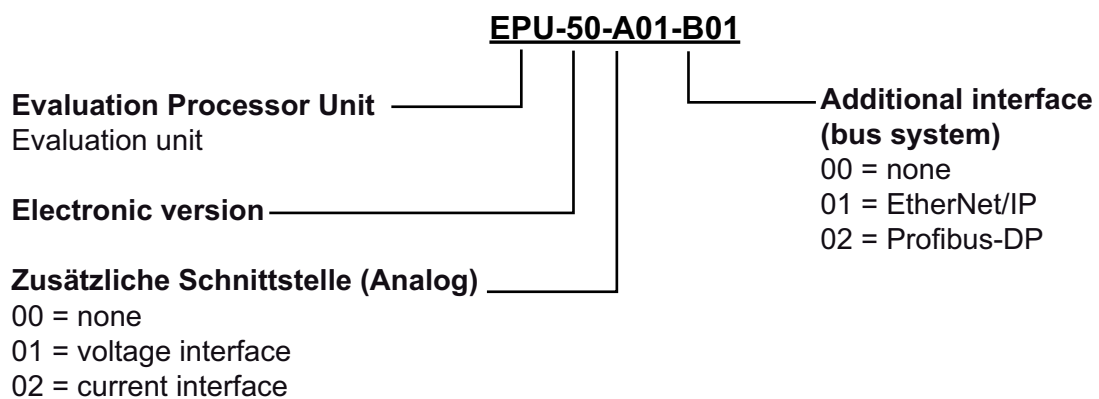 EPU-50-A01-B01
Evaluation Processor Unit
Evaluation unit
Electronic version
Zusätzliche Schnittstelle (Analog)
00 = none
01 = voltage interface
02 = current interface
Additional interface
(bus system)
00 = none
01 = EtherNet/IP
02 = Profibus-DP